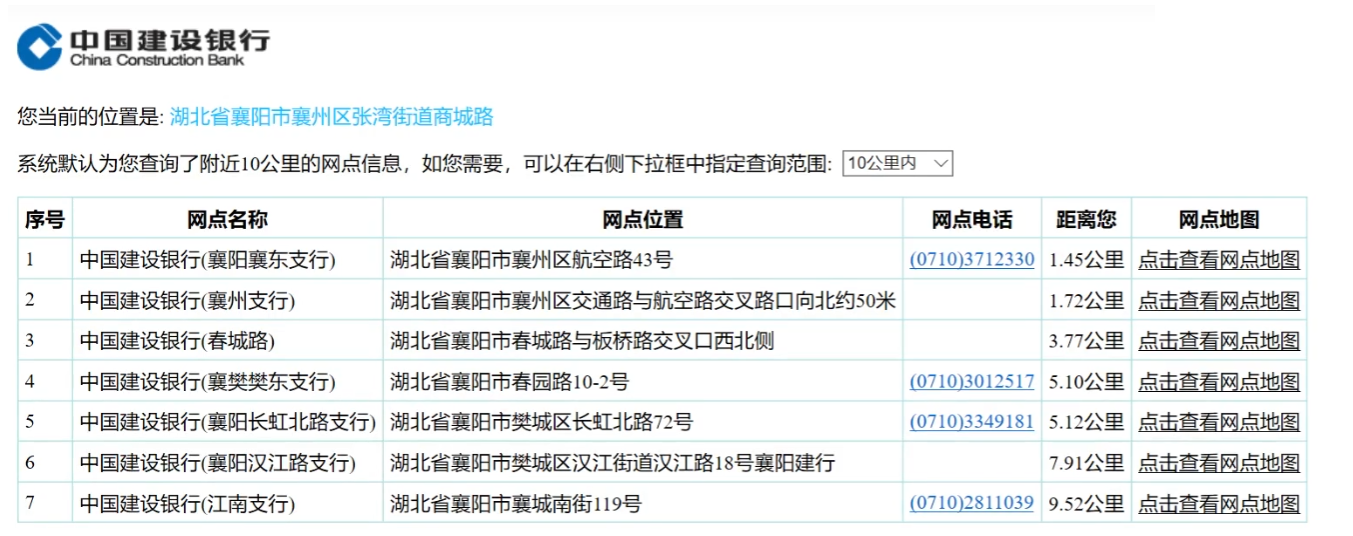 中国建设银行
China Construction Bank
您当前的位置是: 湖北省襄阳市襄州区张湾街道商城路
系统默认为您查询了附近10公里的网点信息，如您需要，可以在右侧下拉框中指定查询范围: 10公里内
序号 网点名称 网点位置 网点电话 距离您 网点地图
1 中国建设银行(襄阳襄东支行) 湖北省襄阳市襄州区航空路43号 (0710)3712330 1.45公里 点击查看网点地图
2 中国建设银行(襄州支行) 湖北省襄阳市襄州区交通路与航空路交叉路口向北约50米 1.72公里 点击查看网点地图
3 中国建设银行(春城路) 湖北省襄阳市春城路与板桥路交叉口西北侧 3.77公里 点击查看网点地图
4 中国建设银行(襄樊樊东支行) 湖北省襄阳市春园路10-2号 (0710)3012517 5.10公里 点击查看网点地图
5 中国建设银行(襄阳长虹北路支行) 湖北省襄阳市樊城区长虹北路72号 (0710)3349181 5.12公里 点击查看网点地图
6 中国建设银行(襄阳汉江路支行) 湖北省襄阳市樊城区汉江街道汉江路18号襄阳建行 7.91公里 点击查看网点地图
7 中国建设银行(江南支行) 湖北省襄阳市襄城南街119号 (0710)2811039 9.52公里 点击查看网点地图